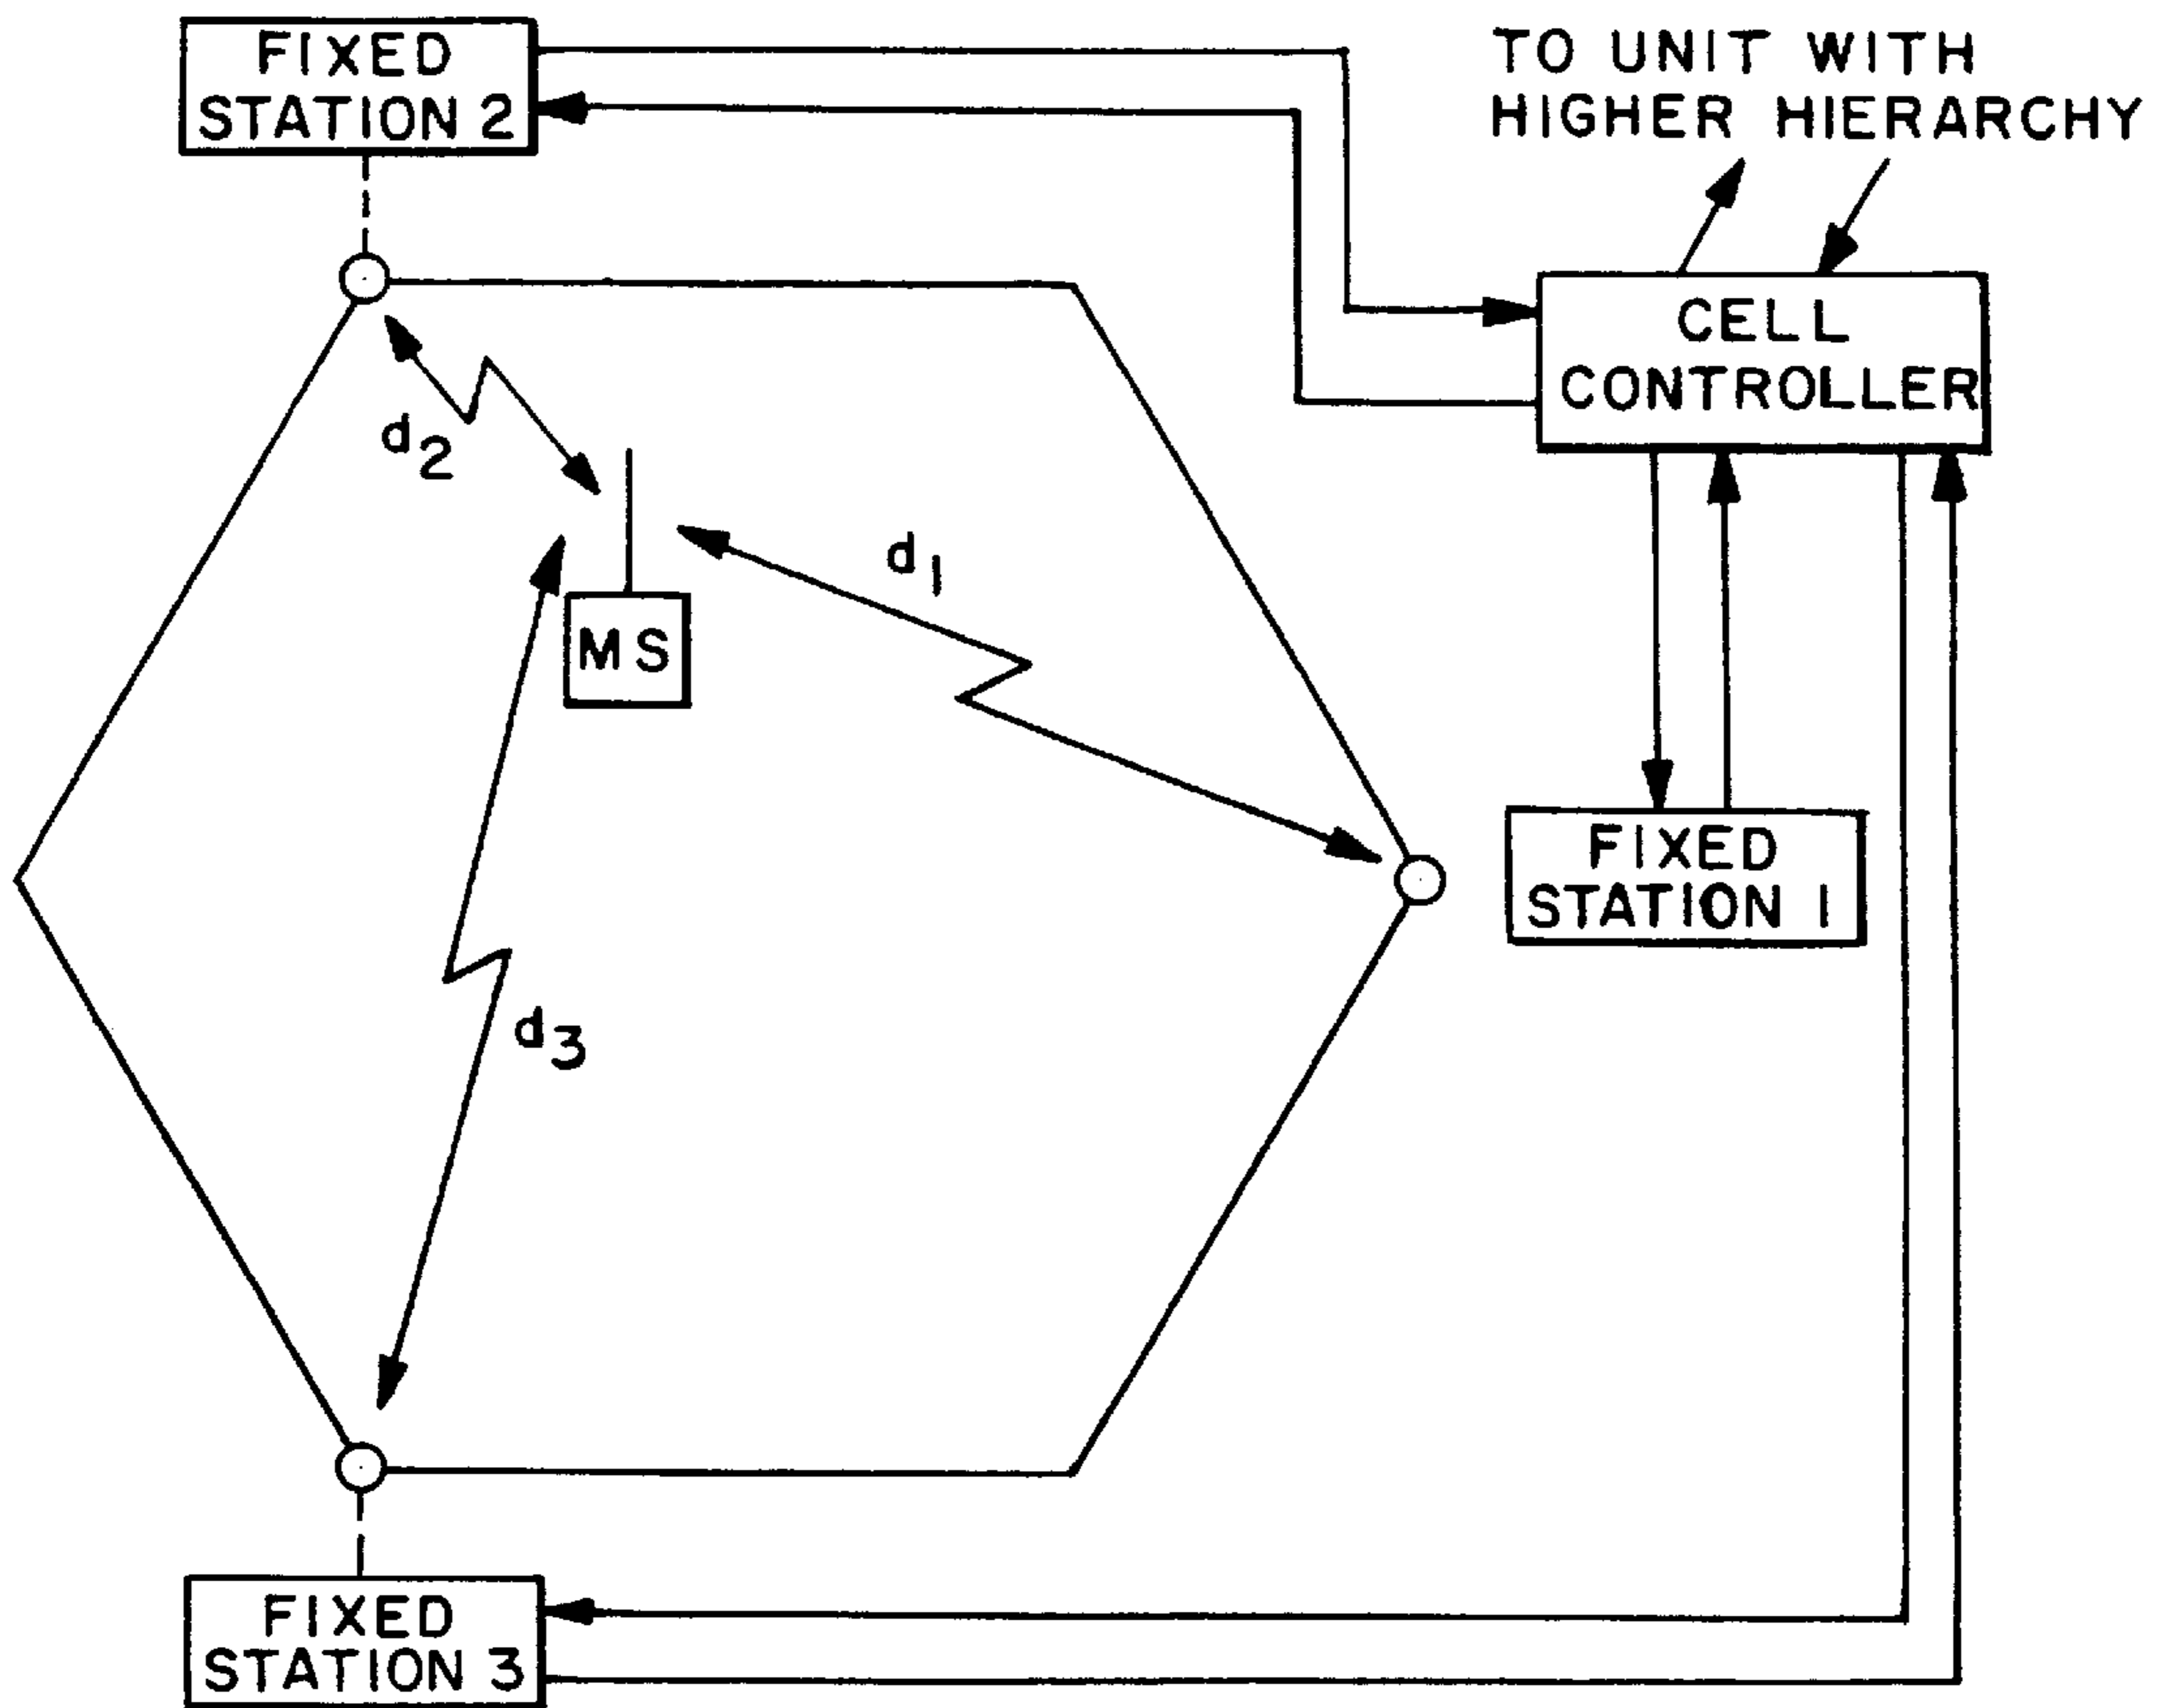 FIXED
STATION 2
TO UNIT WITH
HIGHER HIERARCHY
CELL
CONTROLLER
d2
d1
MS
FIXED
STATION 1
d3
FIXED
STATION 3